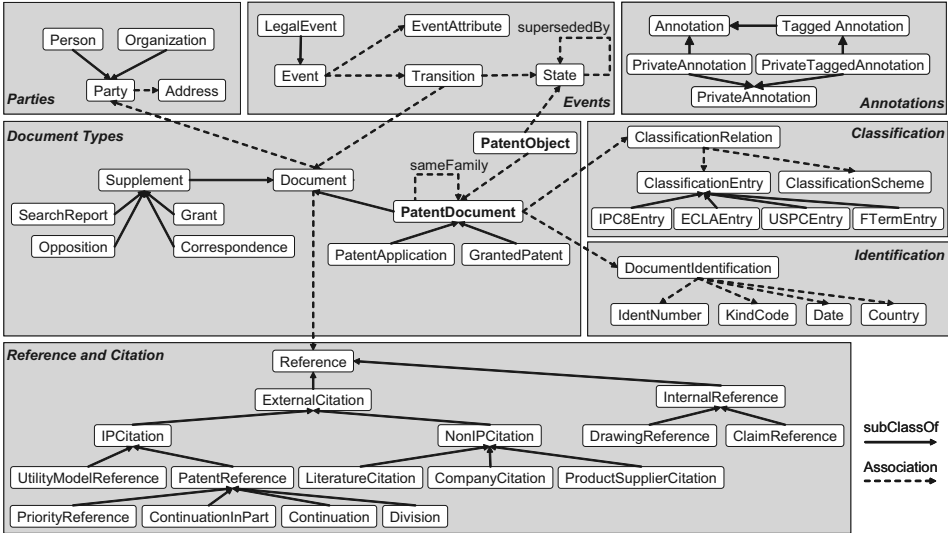 Person
Organization
Party
Address
Parties
LegalEvent
EventAttribute
supersededBy
Event
Transition
State
Events
Annotation
Tagged Annotation
PrivateAnnotation
PrivateTaggedAnnotation
PrivateAnnotation
Annotations
Document Types
PatentObject
sameFamily
Supplement
Document
PatentDocument
SearchReport
Grant
Opposition
Correspondence
PatentApplication
GrantedPatent
ClassificationRelation
Classification
ClassificationEntry
ClassificationScheme
IPC8Entry
ECLAEntry
USPCEntry
FTermEntry
Identification
DocumentIdentification
IdentNumber
KindCode
Date
Country
Reference and Citation
Reference
ExternalCitation
InternalReference
IPCitation
NonIPCitation
DrawingReference
ClaimReference
UtilityModelReference
PatentReference
LiteratureCitation
CompanyCitation
ProductSupplierCitation
PriorityReference
ContinuationInPart
Continuation
Division
subClassOf
Association